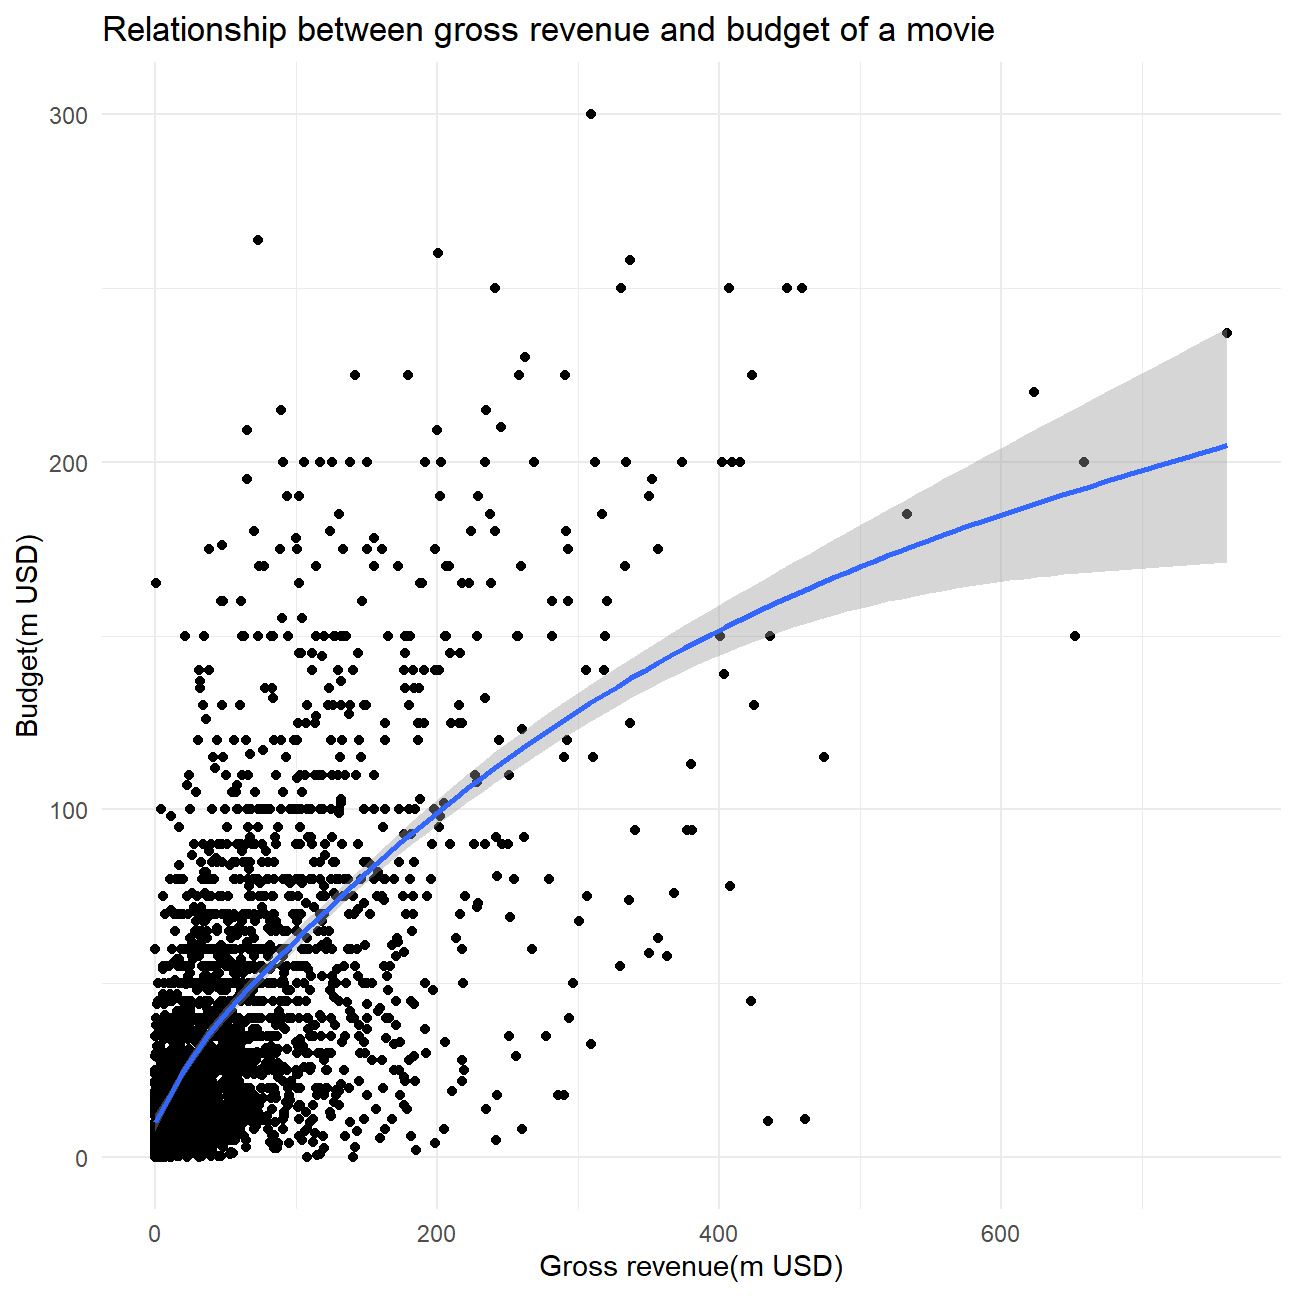 Relationship between gross revenue and budget of a movie
300
200
100
0
Budget(m USD)
0 200 400 600
Gross revenue(m USD)